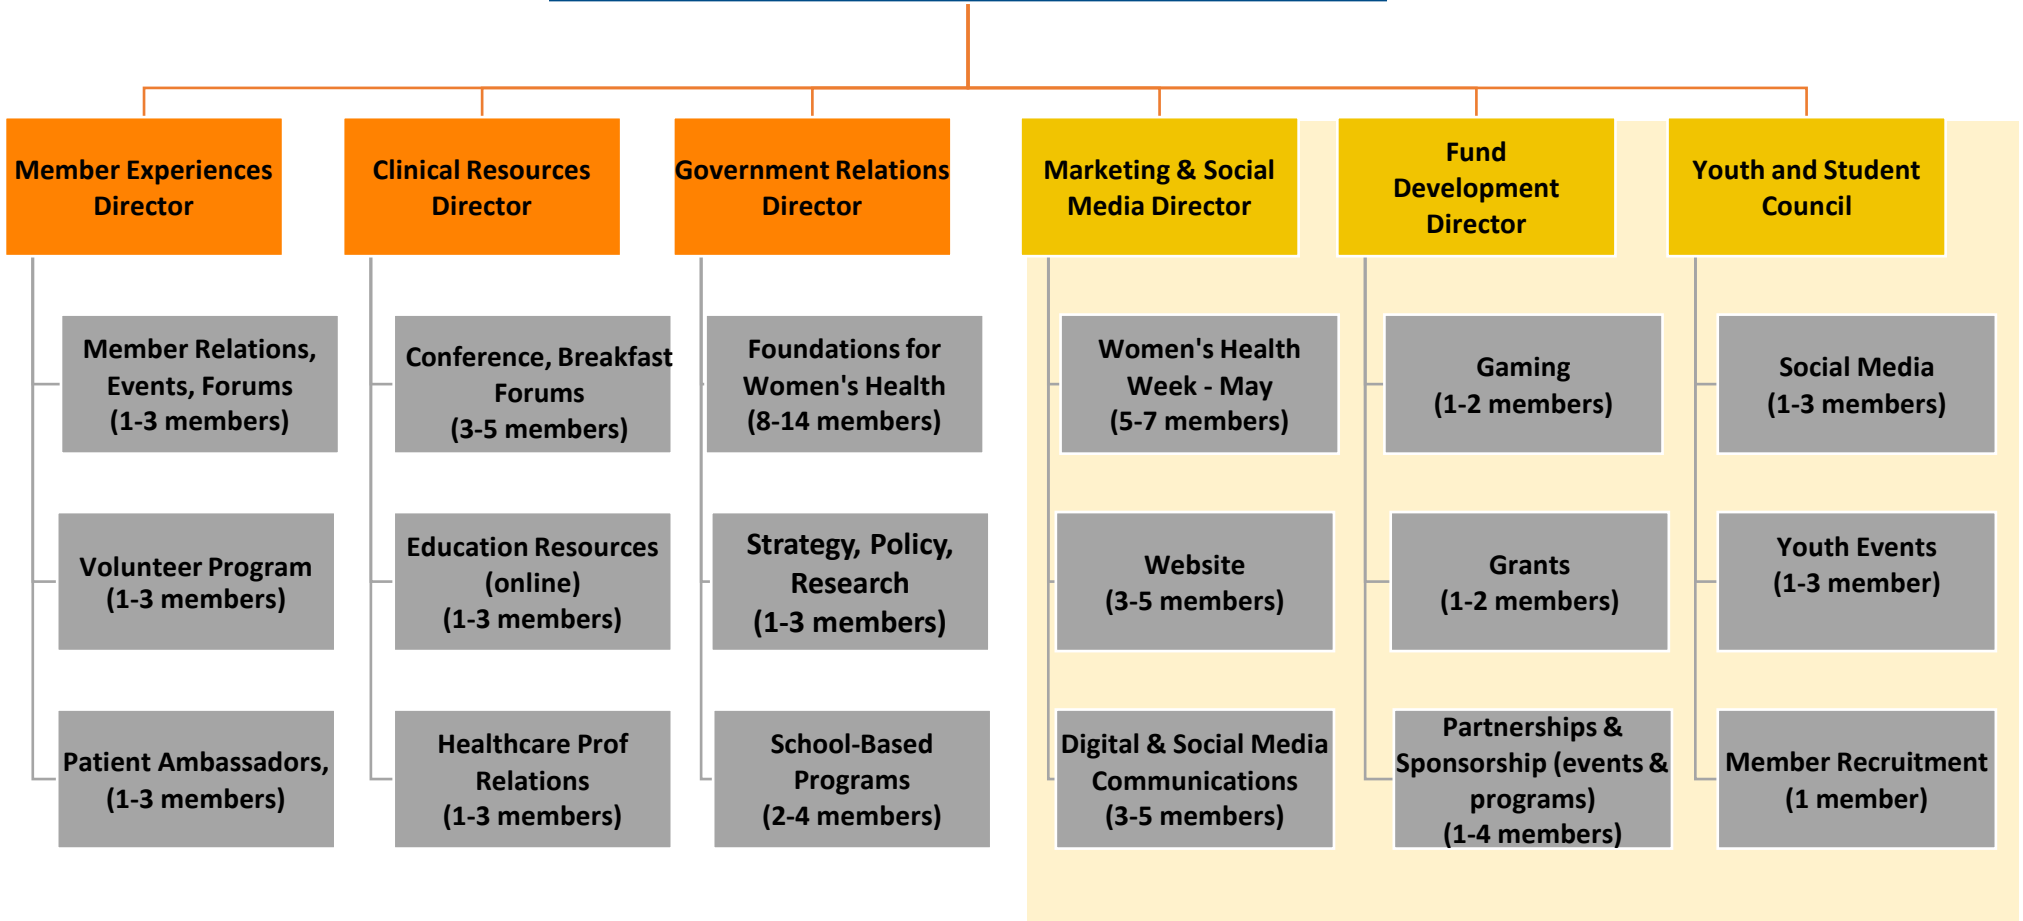 Member Experiences
Director
Clinical Resources
Director
Government Relations
Director
Marketing & Social
Media Director
Fund
Development
Director
Youth and Student
Council
Member Relations,
Events, Forums
(1-3 members)
Conference, Breakfast
Forums
(3-5 members)
Foundations for
Women's Health
(8-14 members)
Women's Health
Week - May
(5-7 members)
Gaming
(1-2 members)
Social Media
(1-3 members)
Volunteer Program
(1-3 members)
Education Resources
(online)
(1-3 members)
Strategy, Policy,
Research
(1-3 members)
Website
(3-5 members)
Grants
(1-2 members)
Youth Events
(1-3 member)
Patient Ambassadors,
(1-3 members)
Healthcare Prof
Relations
(1-3 members)
School-Based
Programs
(2-4 members)
Digital & Social Media
Communications
(3-5 members)
Partnerships &
Sponsorship (events &
programs)
(1-4 members)
Member Recruitment
(1 member)